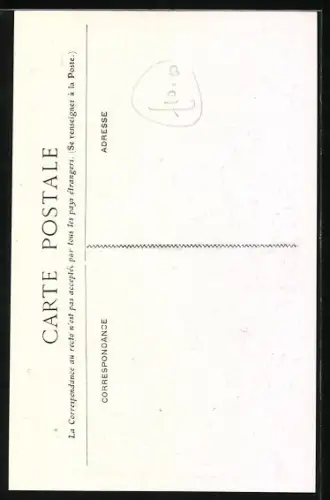 CARTE POSTALE
La Correspondance au recto n'est pas acceptée par tous les pays étrangers. (Se renseigner à la Poste.)
CORRESPONDANCE
ADRESSE